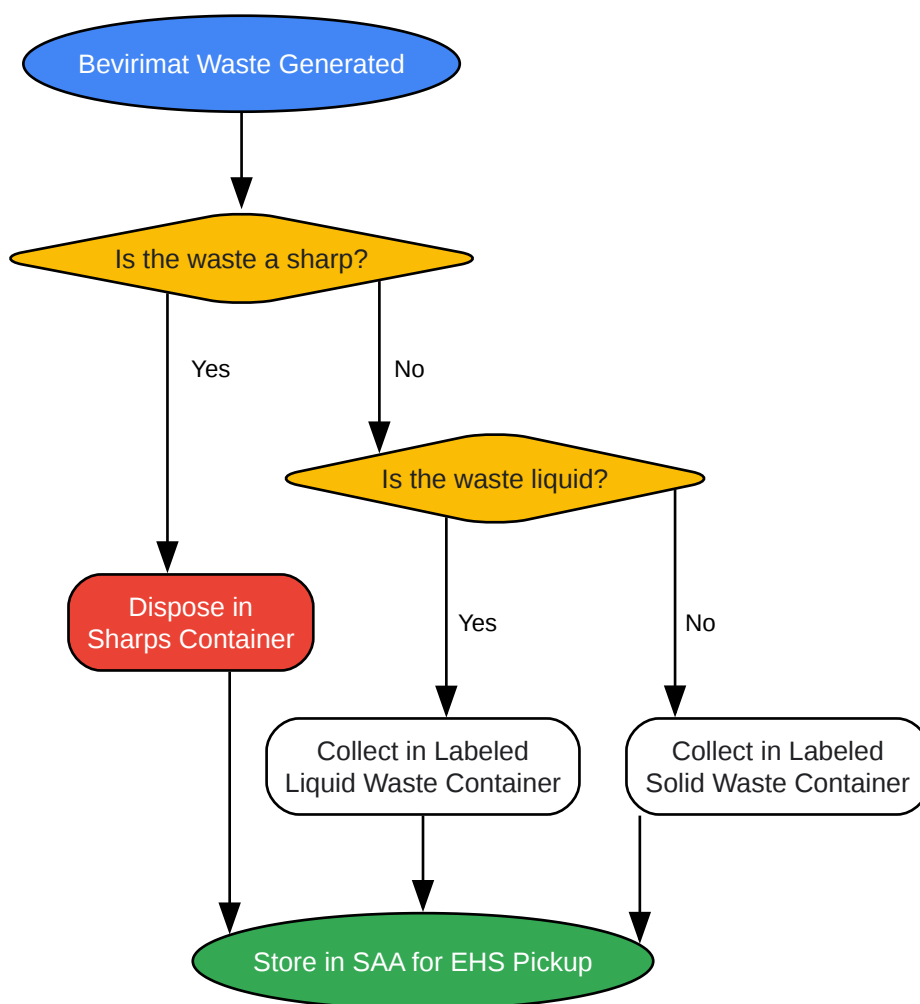 Bevirimat Waste Generated
Is the waste a sharp?
Yes
No
Is the waste liquid?
Dispose in
Sharps Container
Yes
No
Collect in Labeled
Liquid Waste Container
Collect in Labeled
Solid Waste Container
Store in SAA for EHS Pickup